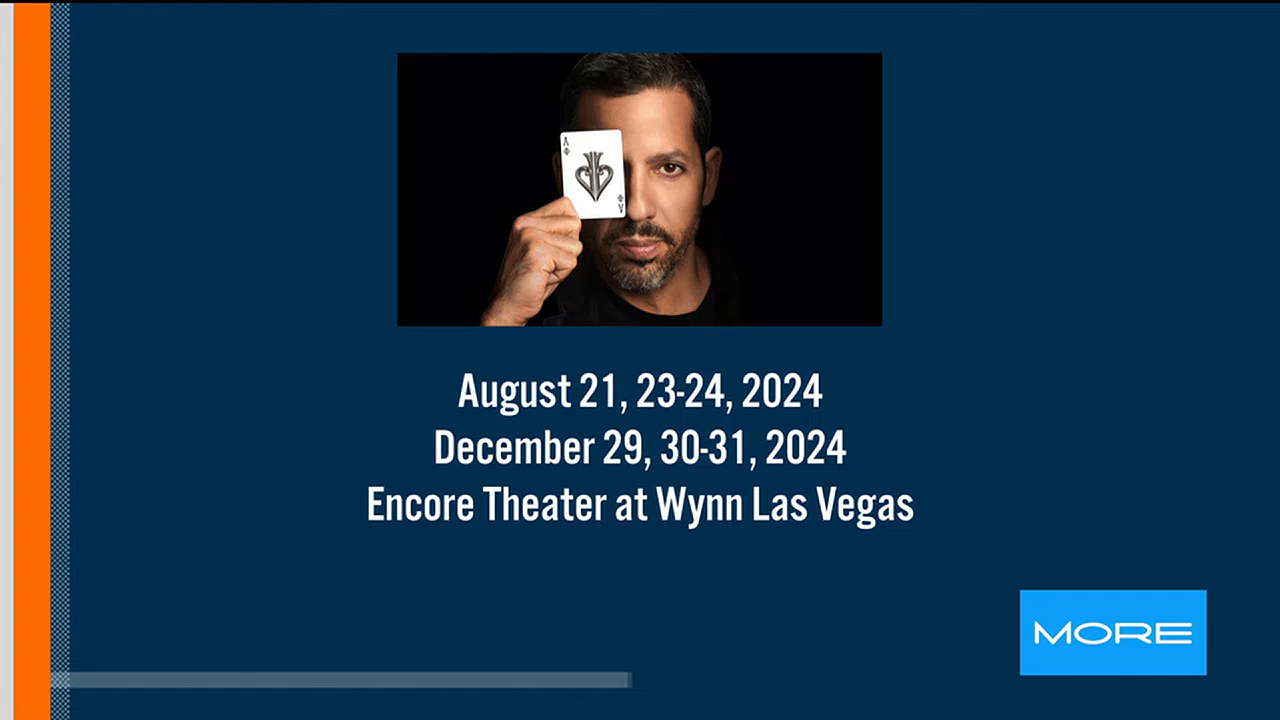 A
A
August 21, 23-24, 2024
December 29, 30-31, 2024
Encore Theater at Wynn Las Vegas
MORE